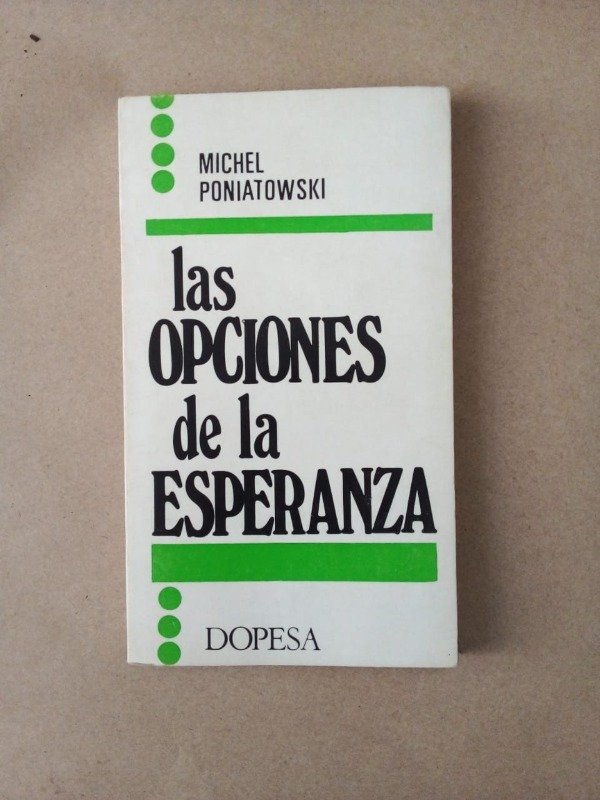 MICHEL
PONIATOWSKI
las
OPCIONES
de la
ESPERANZA
DOPESA